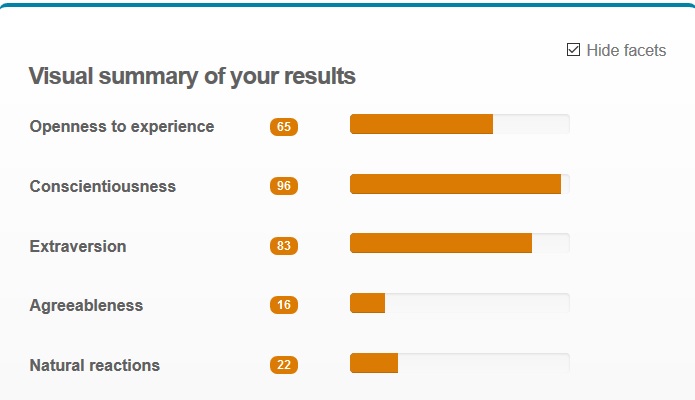 Hide facets
Visual summary of your results
Openness to experience 65
Conscientiousness 96
Extraversion 83
Agreeableness 16
Natural reactions 22